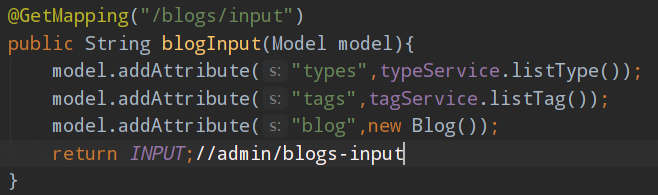 @GetMapping("/blogs/input")
public String blogInput(Model model){
    model.addAttribute( s: "types",typeService.listType());
    model.addAttribute( s: "tags",tagService.listTag());
    model.addAttribute( s: "blog",new Blog());
    return INPUT;//admin/blogs-input
}